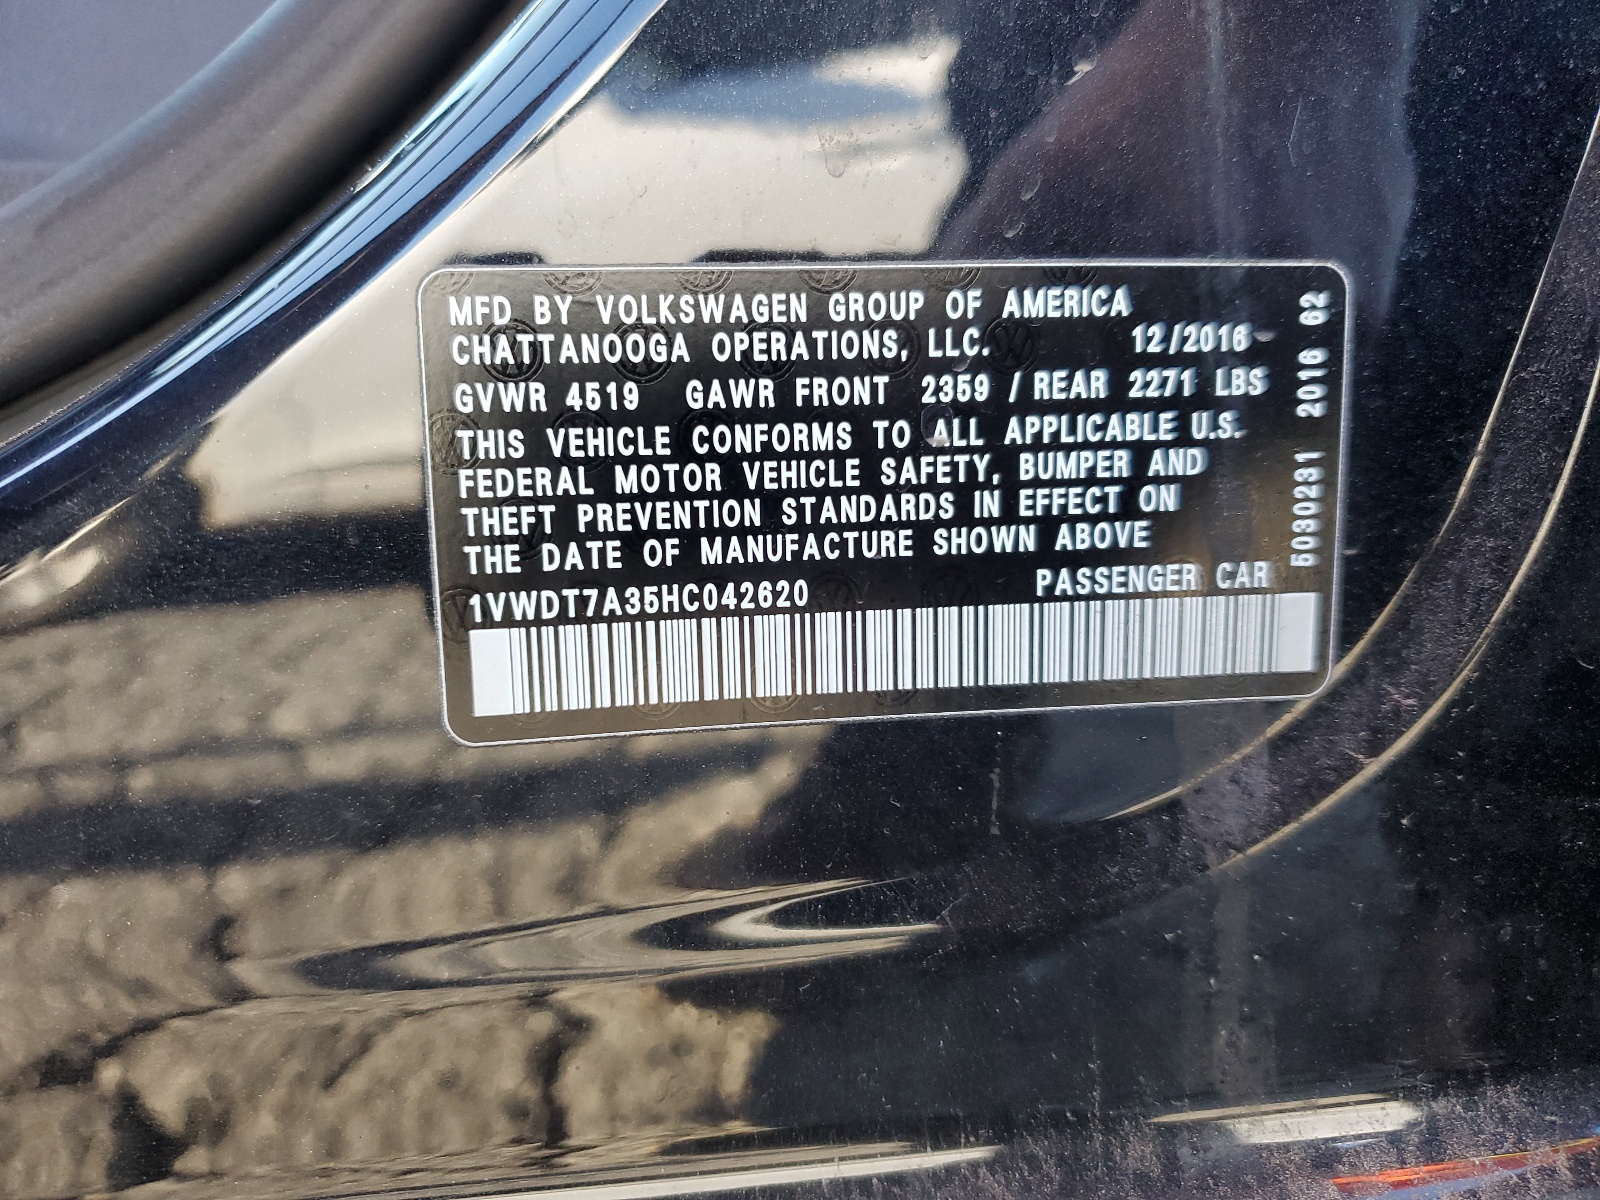 MFD BY VOLKSWAGEN GROUP OF AMERICA
CHATTANOOGA OPERATIONS, LLC. 12/2016
GVWR 4519 GAWR FRONT 2359 / REAR 2271 LBS
THIS VEHICLE CONFORMS TO ALL APPLICABLE U.S.
FEDERAL MOTOR VEHICLE SAFETY, BUMPER AND
THEFT PREVENTION STANDARDS IN EFFECT ON
THE DATE OF MANUFACTURE SHOWN ABOVE
1VWDT7A35HC042620 PASSENGER CAR
5030231 2016 62